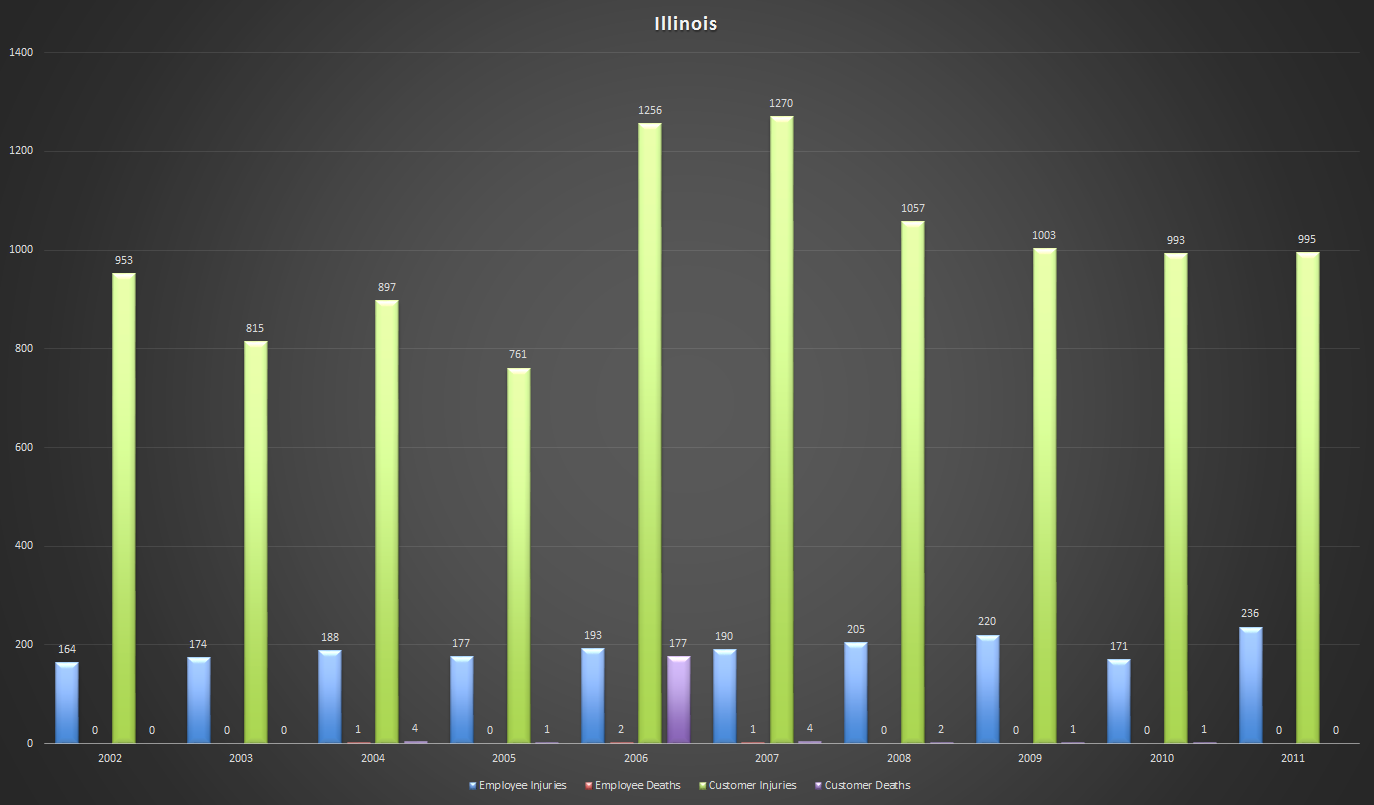 Illinois
1400
1200
1000
800
600
400
200
0
164 0 953 0
174 0 815 0
188 1 897 4
177 0 761 1
193 2 1256 177
190 1 1270 4
205 0 1057 2
220 0 1003 1
171 0 993 1
236 0 995 0
2002 2003 2004 2005 2006 2007 2008 2009 2010 2011
Employee Injuries Employee Deaths Customer Injuries Customer Deaths